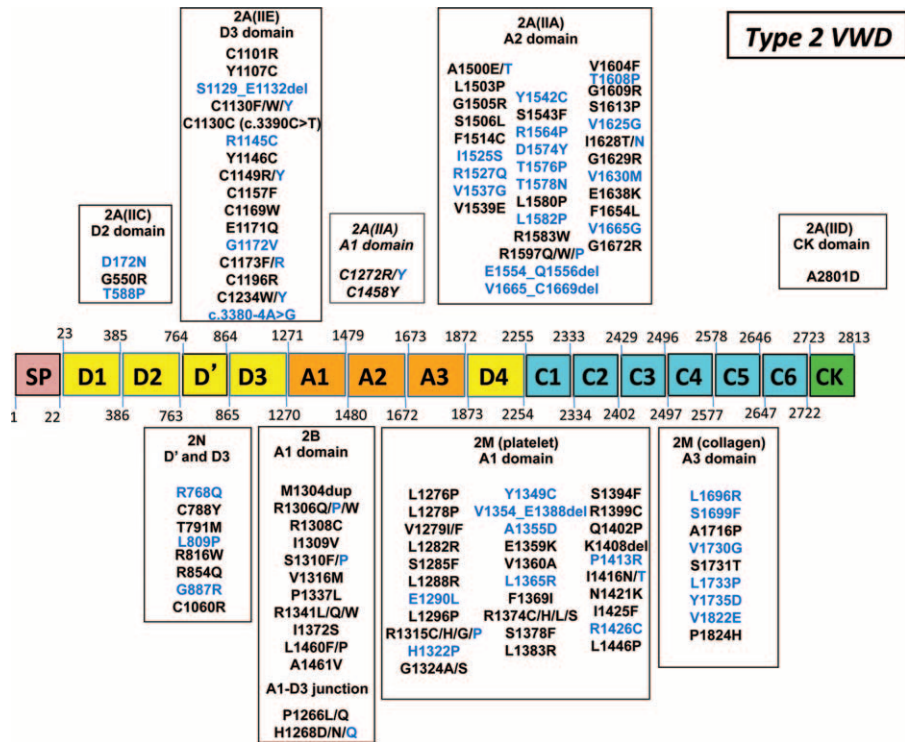 Type 2 VWD
2A(IIE)
D3 domain
C1101R
Y1107C
S1129_E1132del
C1130F/W/Y
C1130C (c.3390C>T)
R1145C
Y1146C
C1149R/Y
C1157F
C1169W
E1171Q
G1172V
C1173F/R
C1196R
C1234W/Y
c.3380-4A>G
2A(IIC)
D2 domain
D172N
G550R
T588P
2A(IIA)
A1 domain
C1272R/Y
C1458Y
2A(IIA)
A2 domain
A1500E/T
L1503P
G1505R
S1506L
F1514C
I1525S
R1527Q
V1537G
V1539E
Y1542C
S1543F
R1564P
D1574Y
T1576P
T1578N
L1580P
L1582P
R1583W
R1597Q/W/P
E1554_Q1556del
V1665_C1669del
V1604F
T1608P
G1609R
S1613P
V1625G
I1628T/N
G1629R
V1630M
E1638K
F1654L
V1665G
G1672R
2A(IID)
CK domain
A2801D
23 385 764 864 1271 1479 1673 1872 2255 2333 2429 2496 2578 2646 2723 2813
SP D1 D2 D' D3 A1 A2 A3 D4 C1 C2 C3 C4 C5 C6 CK
1 22 386 763 865 1270 1480 1672 1873 2254 2334 2402 2497 2577 2647 2722
2N
D' and D3
R768Q
C788Y
T791M
L809P
R816W
R854Q
G887R
C1060R
2B
A1 domain
M1304dup
R1306Q/P/W
R1308C
I1309V
S1310F/P
V1316M
P1337L
R1341L/Q/W
I1372S
L1460F/P
A1461V
A1-D3 junction
P1266L/Q
H1268D/N/Q
2M (platelet)
A1 domain
L1276P
L1278P
V1279I/F
L1282R
S1285F
L1288R
E1290L
L1296P
R1315C/H/G/P
H1322P
G1324A/S
Y1349C
V1354_E1388del
A1355D
E1359K
V1360A
L1365R
F1369I
R1374C/H/L/S
S1378F
L1383R
S1394F
R1399C
Q1402P
K1408del
P1413R
I1416N/T
N1421K
I1425F
R1426C
L1446P
2M (collagen)
A3 domain
L1696R
S1699F
A1716P
V1730G
S1731T
L1733P
Y1735D
V1822E
P1824H